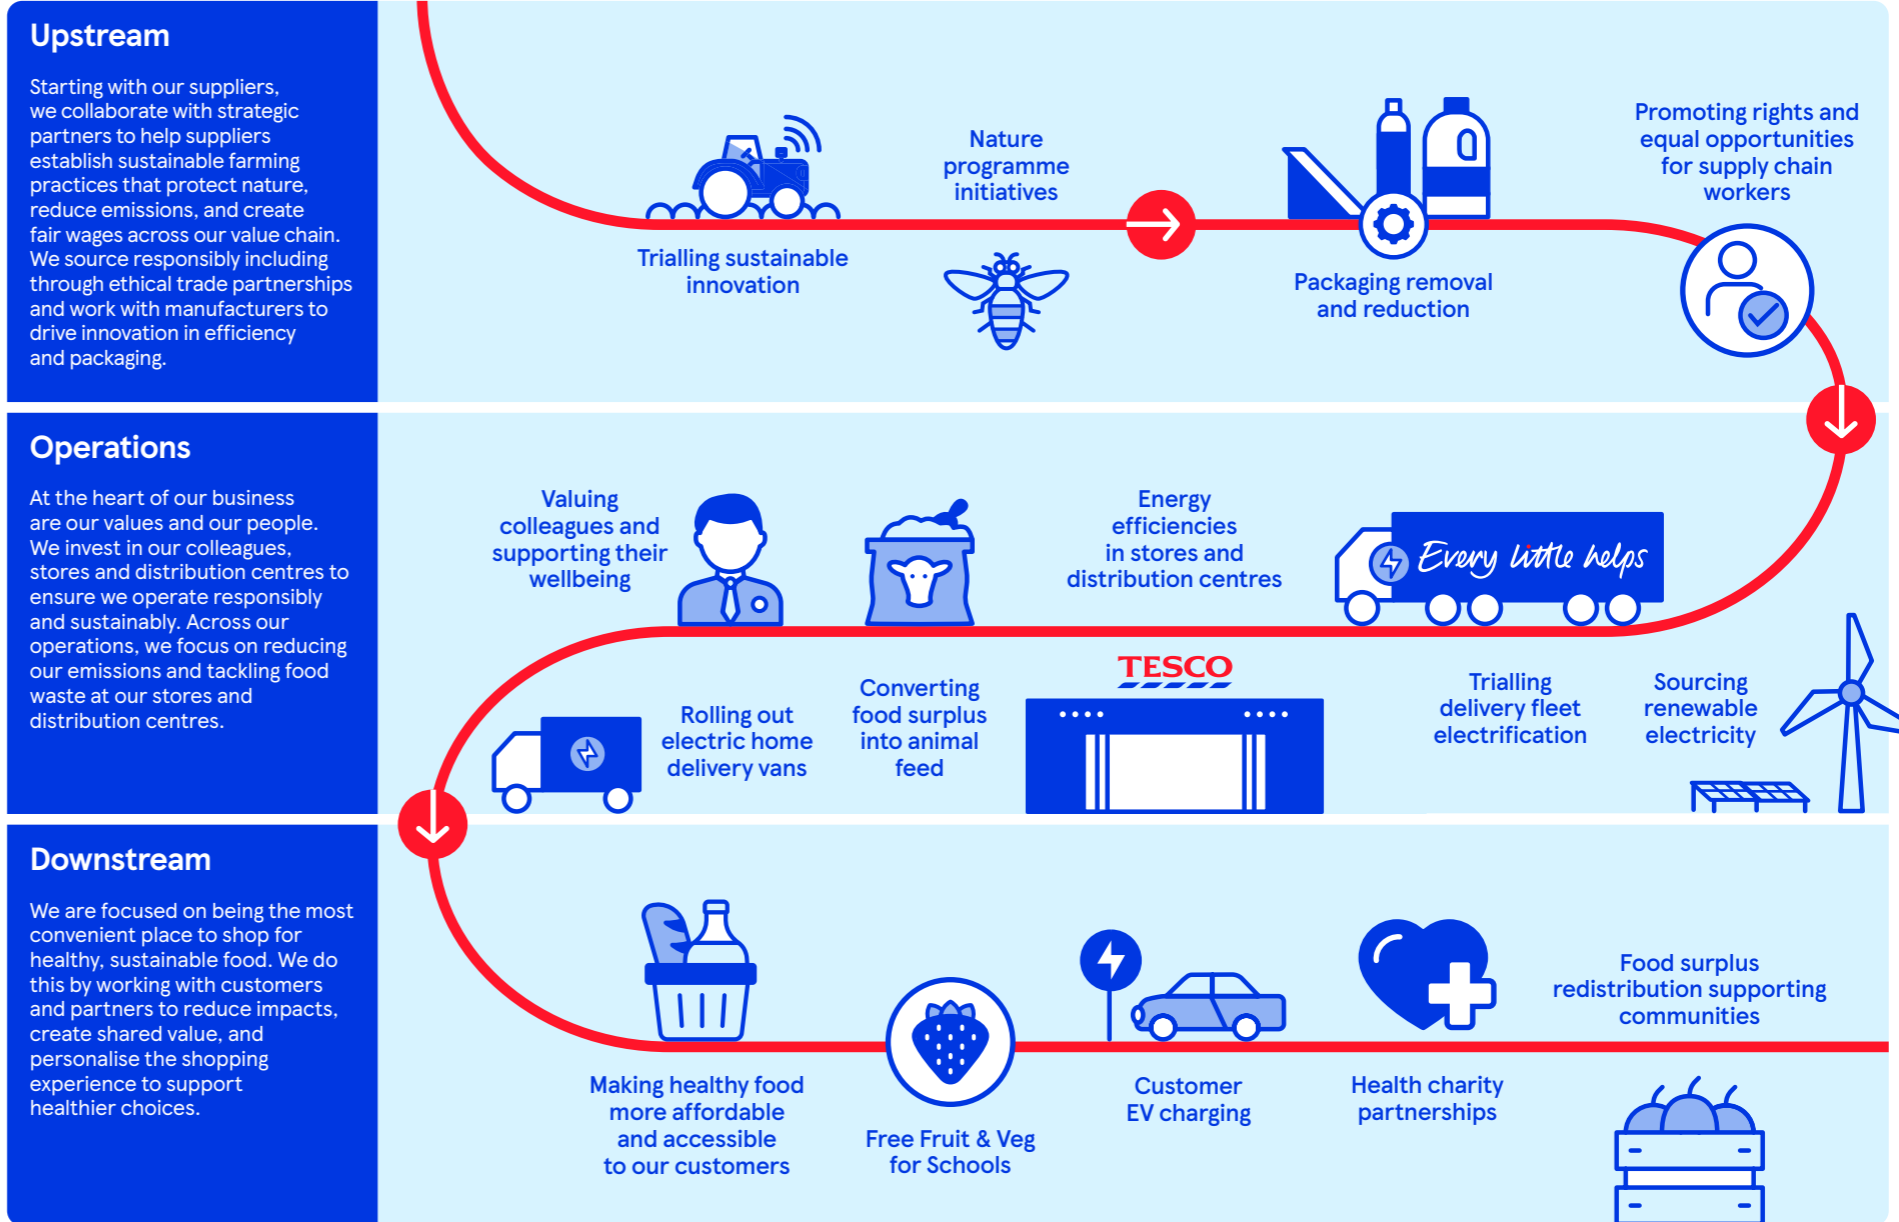 Upstream
Starting with our suppliers,
we collaborate with strategic
partners to help suppliers
establish sustainable farming
practices that protect nature,
reduce emissions, and create
fair wages across our value chain.
We source responsibly including
through ethical trade partnerships
and work with manufacturers to
drive innovation in efficiency
and packaging.
Trialling sustainable
innovation
Nature
programme
initiatives
Packaging removal
and reduction
Promoting rights and
equal opportunities
for supply chain
workers
Operations
At the heart of our business
are our values and our people.
We invest in our colleagues,
stores and distribution centres to
ensure we operate responsibly
and sustainably. Across our
operations, we focus on reducing
our emissions and tackling food
waste at our stores and
distribution centres.
Valuing
colleagues and
supporting their
wellbeing
Energy
efficiencies
in stores and
distribution centres
Every little helps
Rolling out
electric home
delivery vans
Converting
food surplus
into animal
feed
TESCO
Trialling
delivery fleet
electrification
Sourcing
renewable
electricity
Downstream
We are focused on being the most
convenient place to shop for
healthy, sustainable food. We do
this by working with customers
and partners to reduce impacts,
create shared value, and
personalise the shopping
experience to support
healthier choices.
Making healthy food
more affordable
and accessible
to our customers
Free Fruit & Veg
for Schools
Customer
EV charging
Health charity
partnerships
Food surplus
redistribution supporting
communities